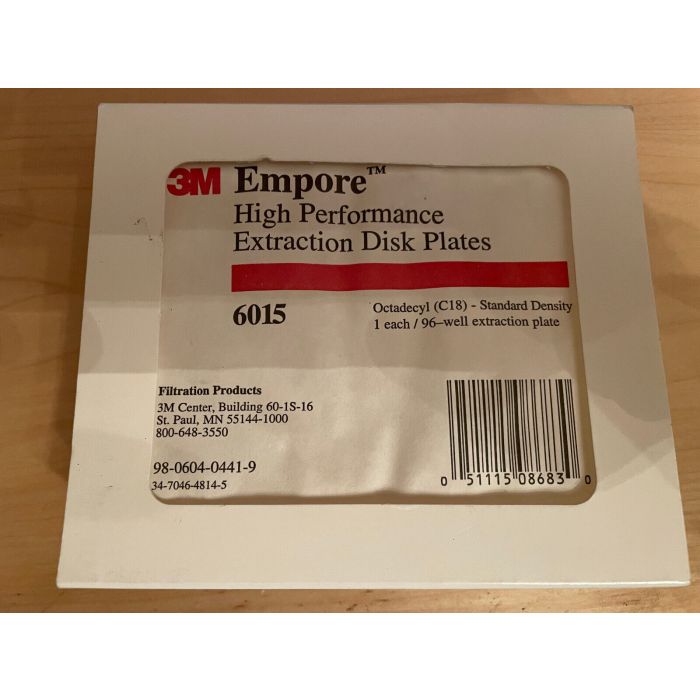 3M Empore™
High Performance
Extraction Disk Plates
6015
Octadecyl (C18) - Standard Density
1 each / 96–well extraction plate
Filtration Products
3M Center, Building 60-1S-16
St. Paul, MN 55144-1000
800-648-3550
98-0604-0441-9
34-7046-4814-5
0 51115 08683 0